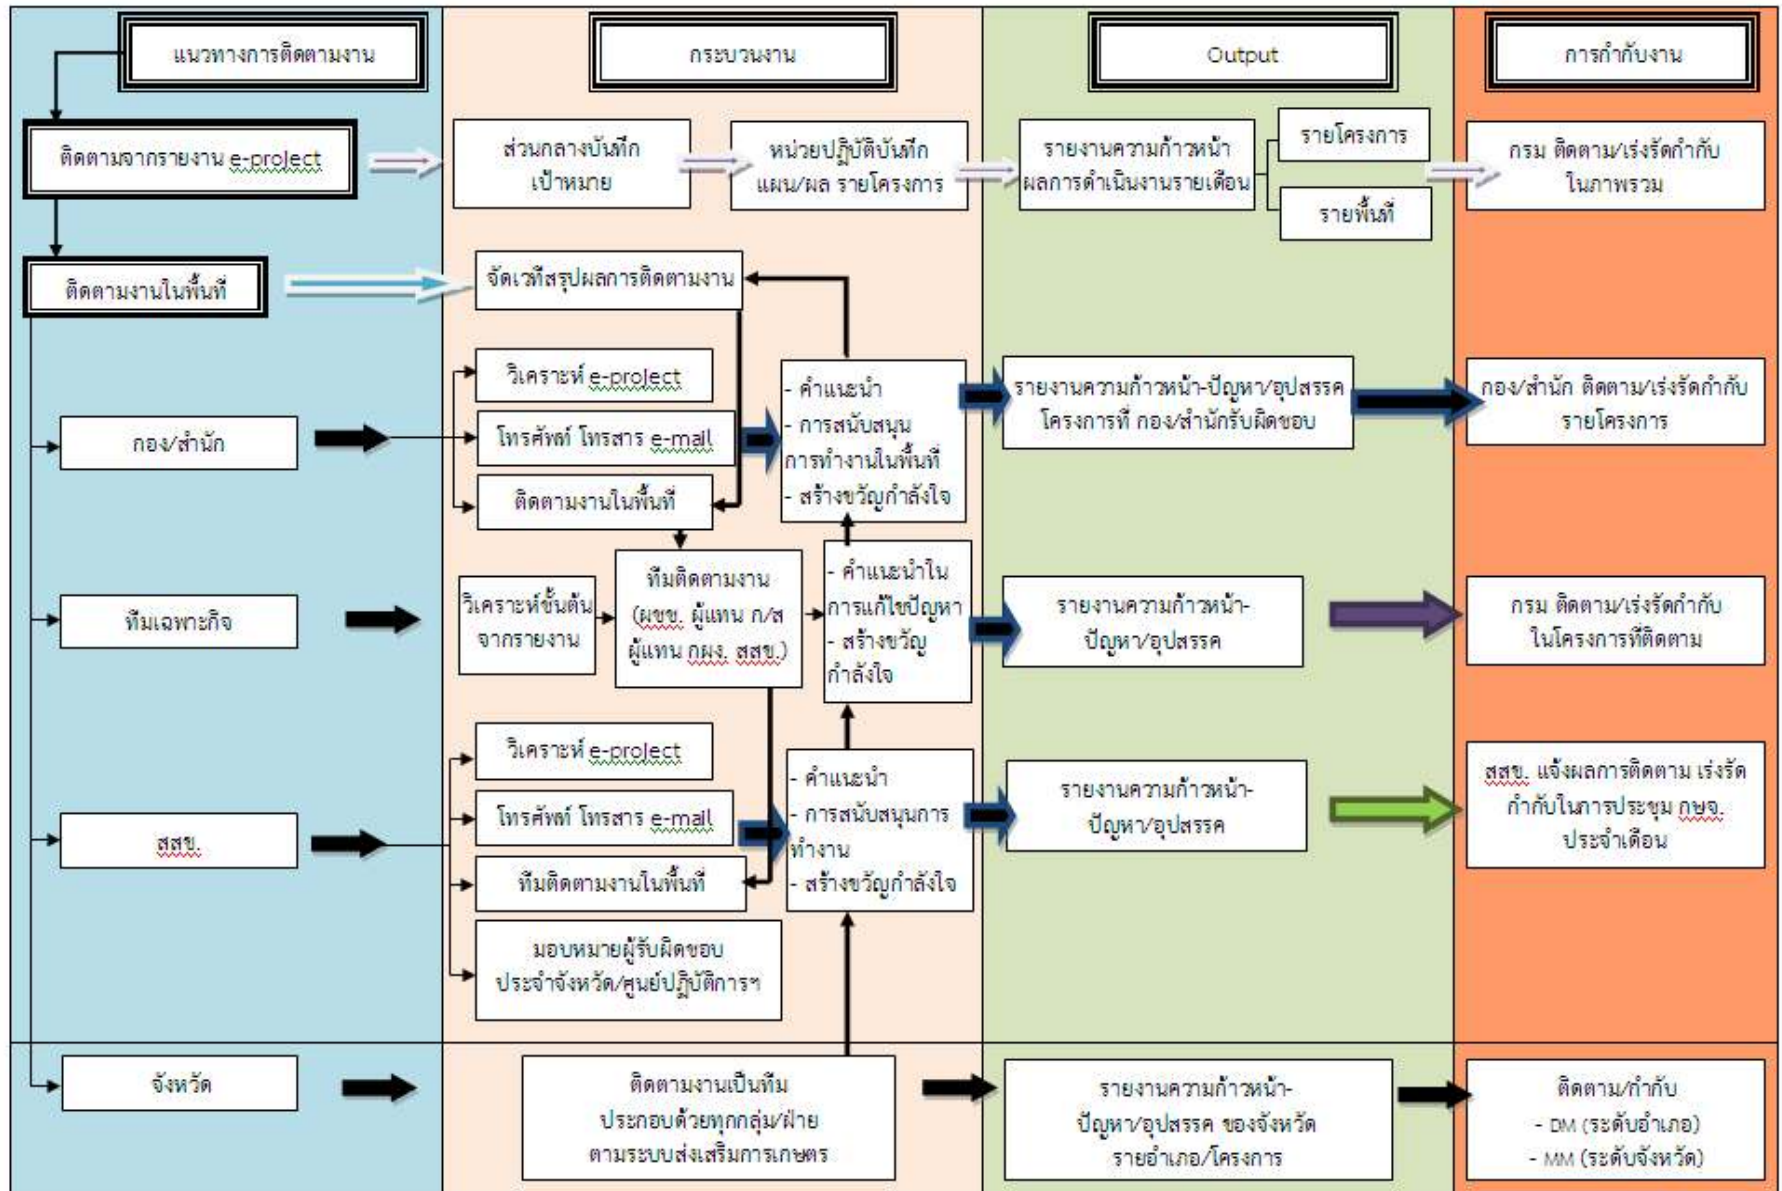 แนวทางการติดตามงาน
กระบวนงาน
Output
การกำกับงาน
ติดตามจากรายงาน e-project
ส่วนกลางบันทึก
เป้าหมาย
หน่วยปฏิบัติบันทึก
แผน/ผล รายโครงการ
รายงานความก้าวหน้า
ผลการดำเนินงานรายเดือน
รายโครงการ
รายพื้นที่
กรม ติดตาม/เร่งรัดกำกับ
ในภาพรวม
ติดตามงานในพื้นที่
จัดเวทีสรุปผลการติดตามงาน
กอง/สำนัก
วิเคราะห์ e-project
โทรศัพท์ โทรสาร e-mail
ติดตามงานในพื้นที่
- คำแนะนำ
- การสนับสนุน
การทำงานในพื้นที่
- สร้างขวัญกำลังใจ
รายงานความก้าวหน้า-ปัญหา/อุปสรรค
โครงการที่ กอง/สำนักรับผิดชอบ
กอง/สำนัก ติดตาม/เร่งรัดกำกับ
รายโครงการ
ทีมเฉพาะกิจ
วิเคราะห์ชั้นต้น
จากรายงาน
ทีมติดตามงาน
(ผชช. ผู้แทน ก/ส
ผู้แทน กผง. สสข.)
- คำแนะนำใน
การแก้ไขปัญหา
- สร้างขวัญ
กำลังใจ
รายงานความก้าวหน้า-
ปัญหา/อุปสรรค
กรม ติดตาม/เร่งรัดกำกับ
ในโครงการที่ติดตาม
สสข.
วิเคราะห์ e-project
โทรศัพท์ โทรสาร e-mail
ทีมติดตามงานในพื้นที่
มอบหมายผู้รับผิดชอบ
ประจำจังหวัด/ศูนย์ปฏิบัติการฯ
- คำแนะนำ
- การสนับสนุนการ
ทำงาน
- สร้างขวัญกำลังใจ
รายงานความก้าวหน้า-
ปัญหา/อุปสรรค
สสข. แจ้งผลการติดตาม เร่งรัด
กำกับในการประชุม กษจ.
ประจำเดือน
จังหวัด
ติดตามงานเป็นทีม
ประกอบด้วยทุกกลุ่ม/ฝ่าย
ตามระบบส่งเสริมการเกษตร
รายงานความก้าวหน้า-
ปัญหา/อุปสรรค ของจังหวัด
รายอำเภอ/โครงการ
ติดตาม/กำกับ
- DM (ระดับอำเภอ)
- MM (ระดับจังหวัด)